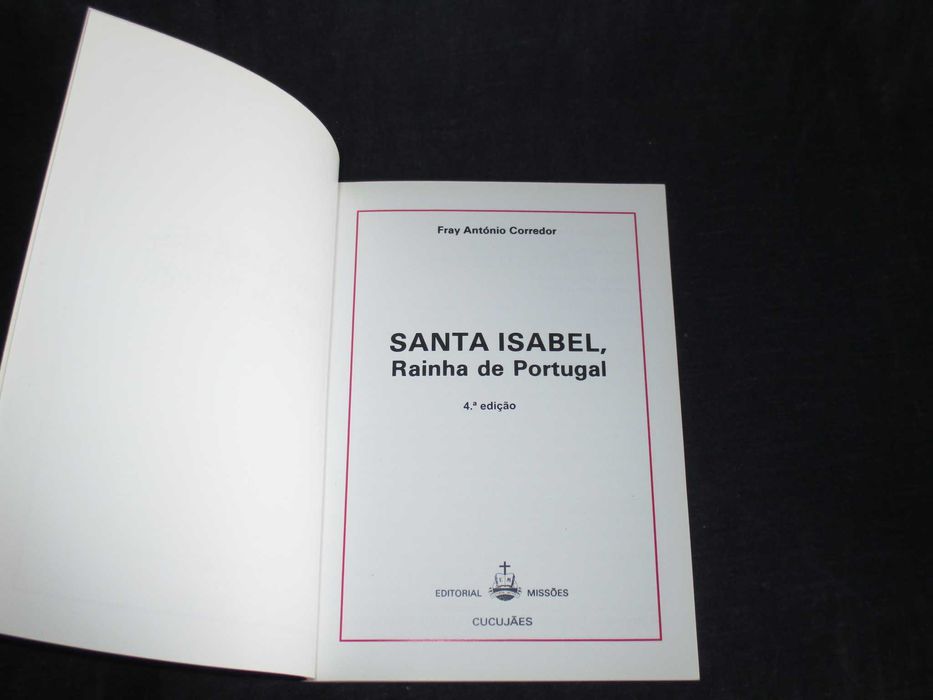 Fray António Corredor
SANTA ISABEL,
Rainha de Portugal
4.ª edição
EDITORIAL MISSÕES
CUCUJÃES